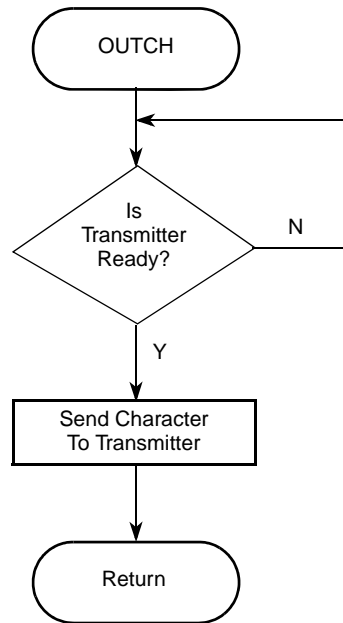 OUTCH
Is
Transmitter
Ready?
N
Y
Send Character
To Transmitter
Return